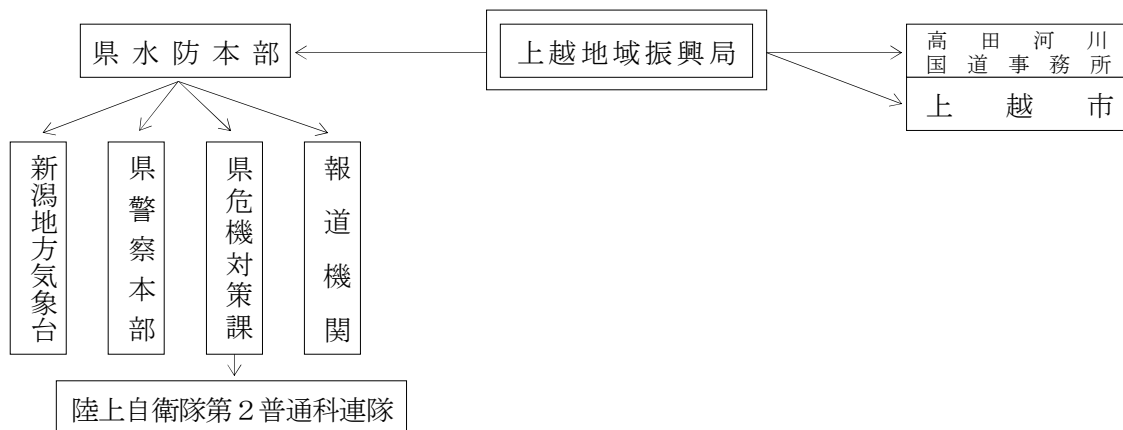 県水防本部
上越地域振興局
高田河川
国道事務所
上越市
新潟地方気象台
県警察本部
県危機対策課
報道機関
陸上自衛隊第２普通科連隊